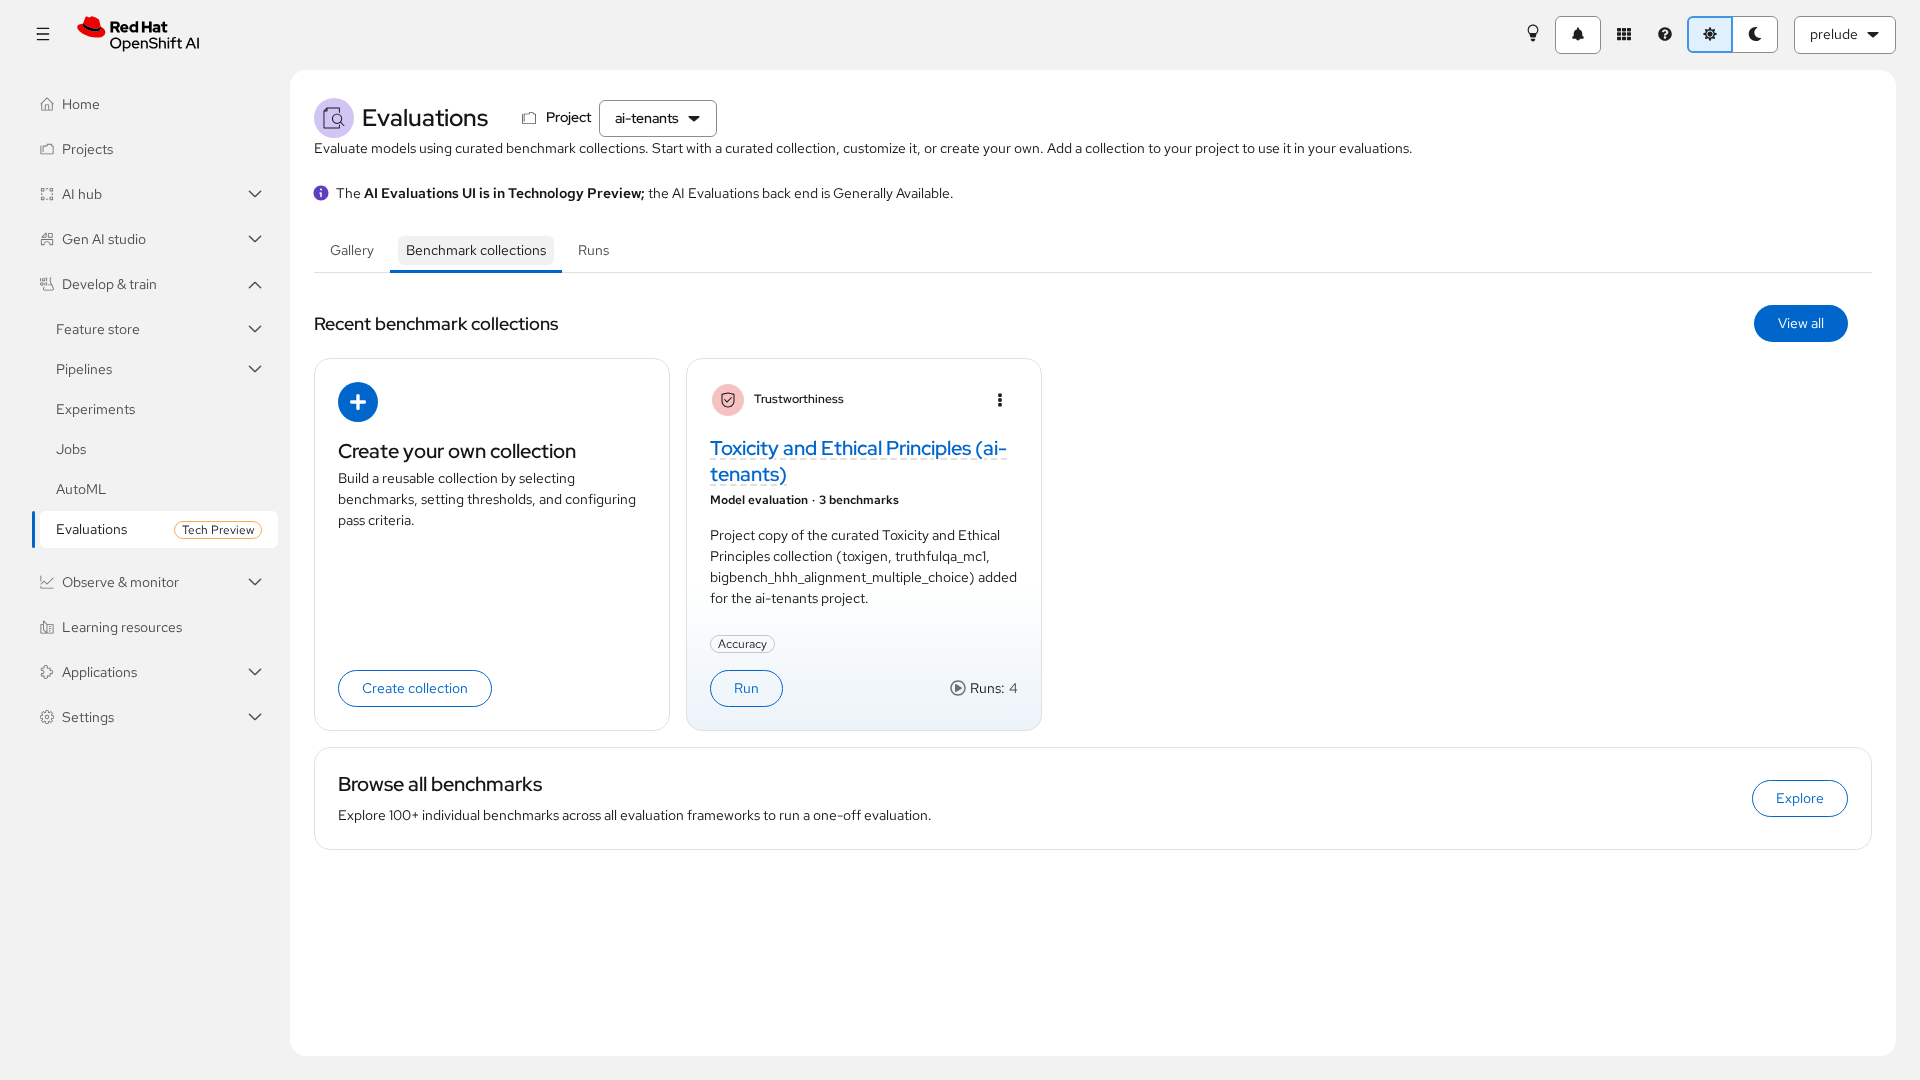 Red Hat
OpenShift AI
prelude
Home
Projects
AI hub
Gen AI studio
Develop & train
Feature store
Pipelines
Experiments
Jobs
AutoML
Evaluations
Tech Preview
Observe & monitor
Learning resources
Applications
Settings
Evaluations
Project
ai-tenants
Evaluate models using curated benchmark collections. Start with a curated collection, customize it, or create your own. Add a collection to your project to use it in your evaluations.
The AI Evaluations UI is in Technology Preview; the AI Evaluations back end is Generally Available.
Gallery
Benchmark collections
Runs
Recent benchmark collections
View all
Create your own collection
Build a reusable collection by selecting
benchmarks, setting thresholds, and configuring
pass criteria.
Create collection
Trustworthiness
Toxicity and Ethical Principles (ai-
tenants)
Model evaluation · 3 benchmarks
Project copy of the curated Toxicity and Ethical
Principles collection (toxigen, truthfulqa_mc1,
bigbench_hhh_alignment_multiple_choice) added
for the ai-tenants project.
Accuracy
Run
Runs: 4
Browse all benchmarks
Explore 100+ individual benchmarks across all evaluation frameworks to run a one-off evaluation.
Explore